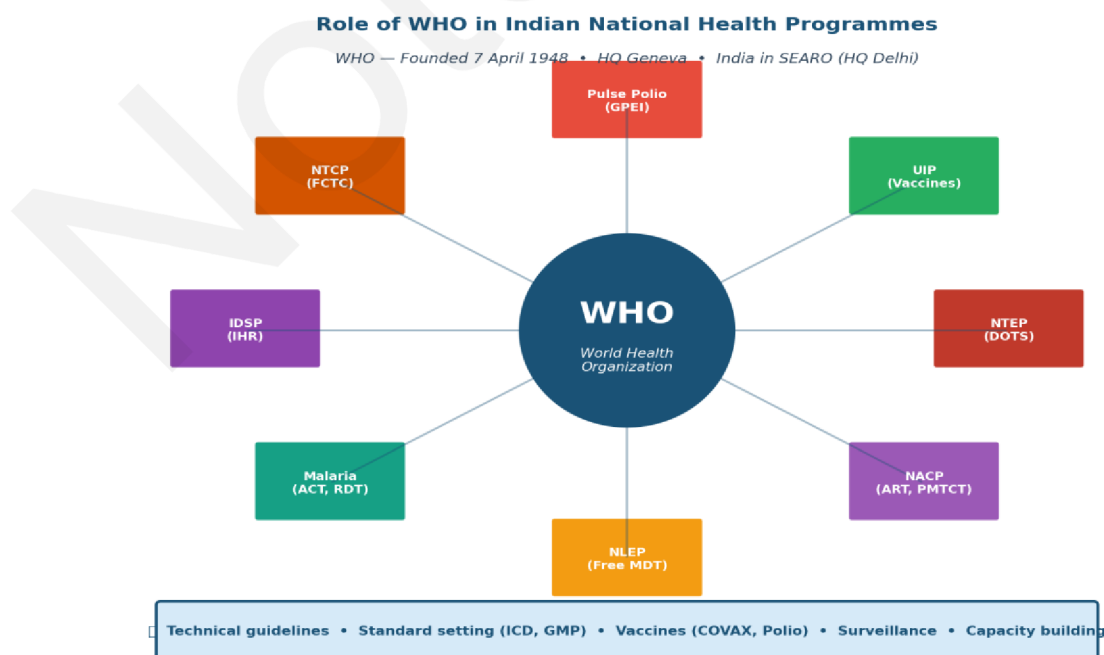 Role of WHO in Indian National Health Programmes
WHO — Founded 7 April 1948 • HQ Geneva • India in SEARO (HQ Delhi)
Pulse Polio
(GPEI)
NTCP
(FCTC)
UIP
(Vaccines)
IDSP
(IHR)
WHO
World Health
Organization
NTEP
(DOTS)
Malaria
(ACT, RDT)
NACP
(ART, PMTCT)
NLEP
(Free MDT)
Technical guidelines • Standard setting (ICD, GMP) • Vaccines (COVAX, Polio) • Surveillance • Capacity building